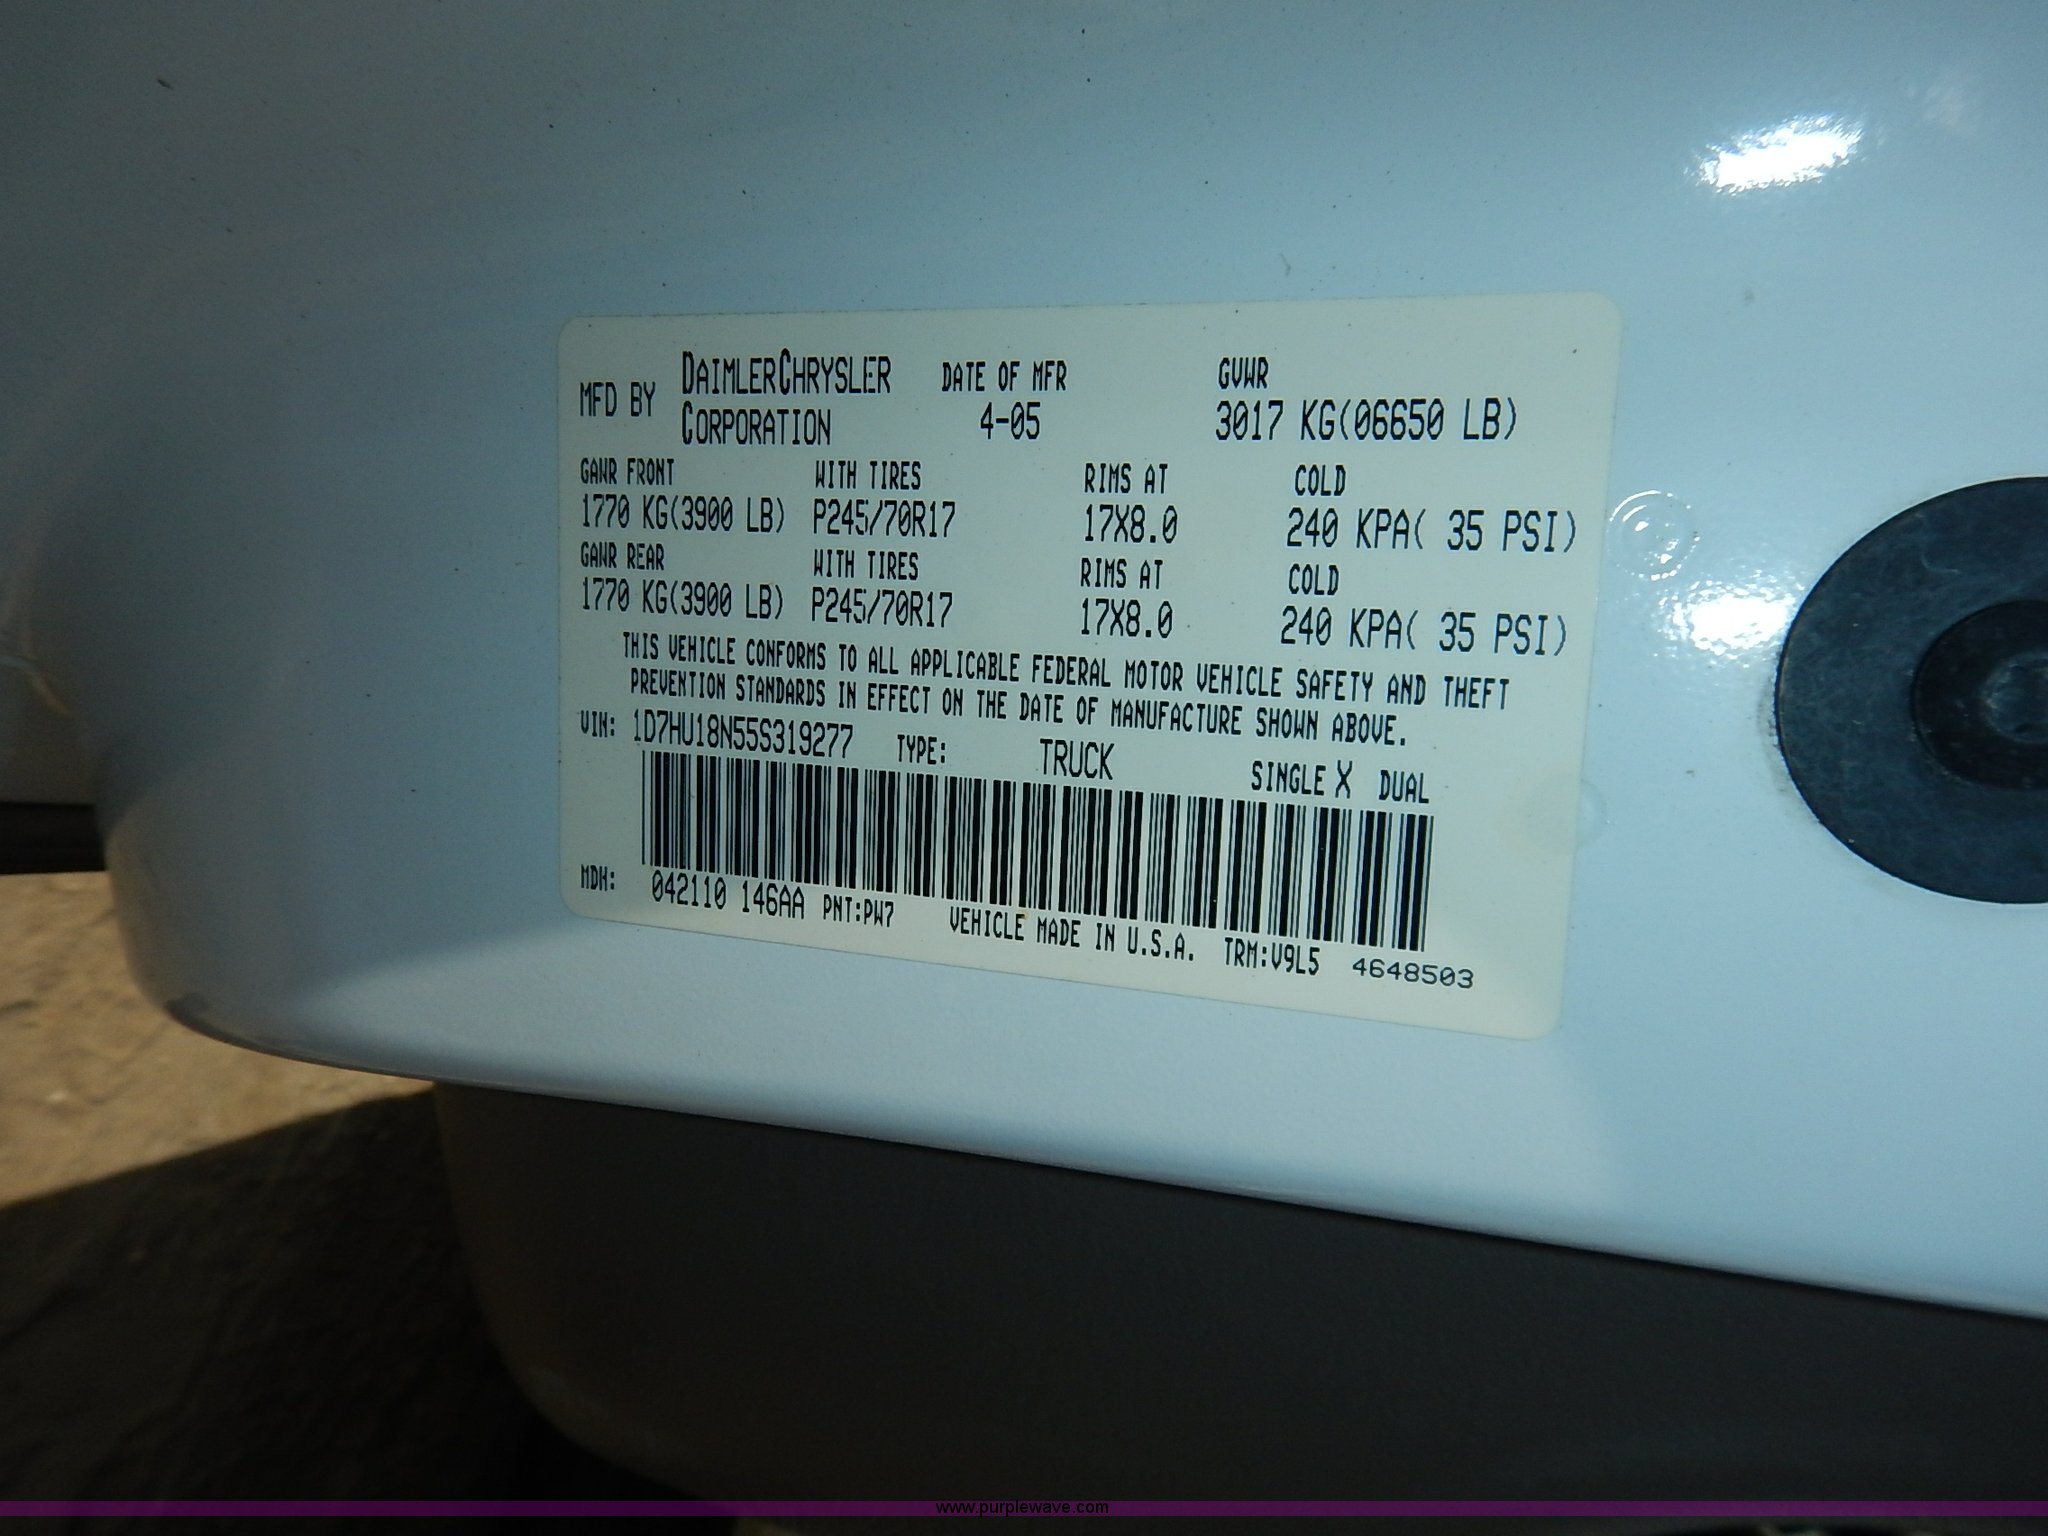 MFD BY DAIMLERCHRYSLER CORPORATION DATE OF MFR 4-05 GVWR 3017 KG(06650 LB)
GAWR FRONT WITH TIRES RIMS AT COLD
1770 KG(3900 LB) P245/70R17 17X8.0 240 KPA( 35 PSI)
GAWR REAR WITH TIRES RIMS AT COLD
1770 KG(3900 LB) P245/70R17 17X8.0 240 KPA( 35 PSI)
THIS VEHICLE CONFORMS TO ALL APPLICABLE FEDERAL MOTOR VEHICLE SAFETY AND THEFT
PREVENTION STANDARDS IN EFFECT ON THE DATE OF MANUFACTURE SHOWN ABOVE.
VIN: 1D7HU18N55S319277 TYPE: TRUCK SINGLE X DUAL
MDH: 042110 146AA PNT:PW7 VEHICLE MADE IN U.S.A. TRM:V9L5 4648503
www.purplewave.com